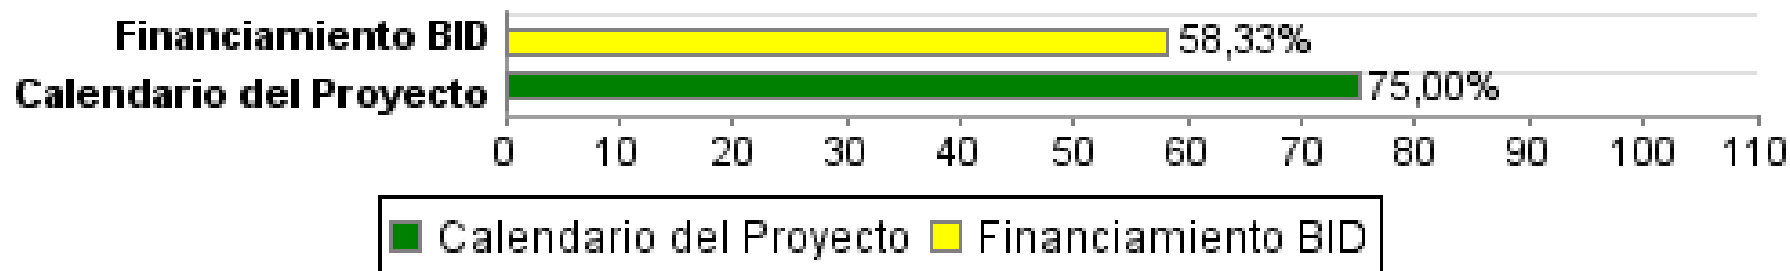 Financiamiento BID
58,33%
Calendario del Proyecto
75,00%
0 10 20 30 40 50 60 70 80 90 100 110
Calendario del Proyecto Financiamiento BID